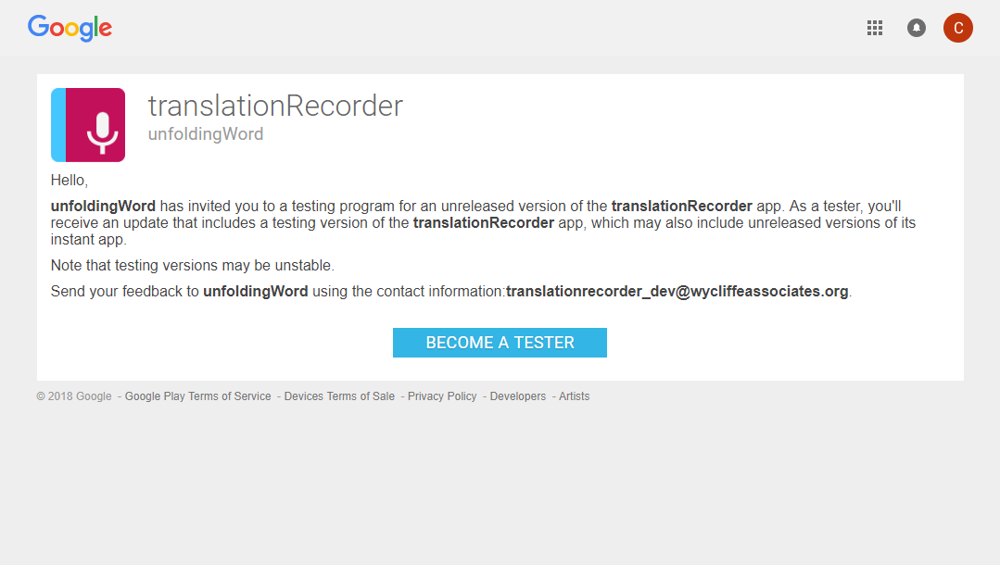 Google
C
translationRecorder
unfoldingWord
Hello,
unfoldingWord has invited you to a testing program for an unreleased version of the translationRecorder app. As a tester, you'll
receive an update that includes a testing version of the translationRecorder app, which may also include unreleased versions of its
instant app.
Note that testing versions may be unstable.
Send your feedback to unfoldingWord using the contact information:translationrecorder_dev@wycliffeassociates.org.
BECOME A TESTER
© 2018 Google - Google Play Terms of Service - Devices Terms of Sale - Privacy Policy - Developers - Artists